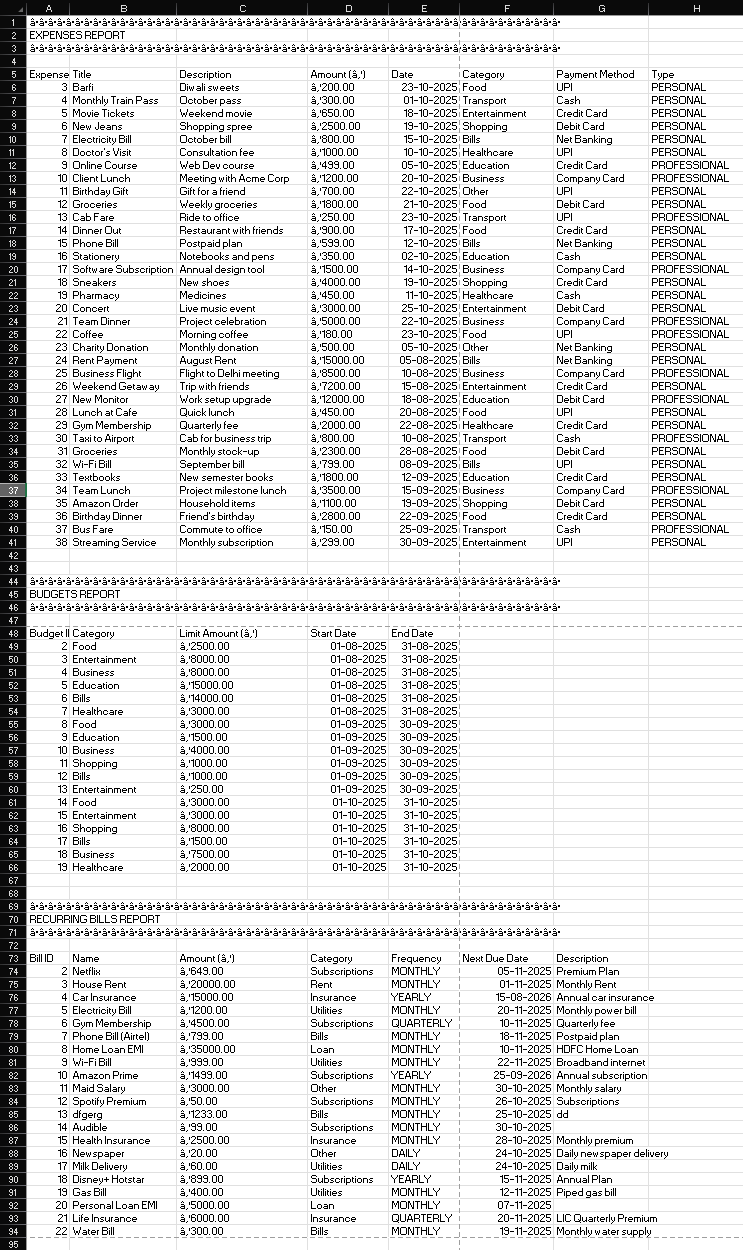 A B C D E F G H
1 â•â•â•â•â•â•â•â•â•â•â•â•â•â•â•â•â•â•â•â•â•â•â•â•â•â•â•â•â•â•â•â•â•â•â•â•â•â•â•â•â•â•â•â•â•â•â•â•â•â•
2 EXPENSES REPORT
3 â•â•â•â•â•â•â•â•â•â•â•â•â•â•â•â•â•â•â•â•â•â•â•â•â•â•â•â•â•â•â•â•â•â•â•â•â•â•â•â•â•â•â•â•â•â•â•â•â•â•
4
5 Expense Title Description Amount (â‚¹) Date Category Payment Method Type
6 3 Barfi Diwali sweets â‚¹200.00 23-10-2025 Food UPI PERSONAL
7 4 Monthly Train Pass October pass â‚¹300.00 01-10-2025 Transport Cash PERSONAL
8 5 Movie Tickets Weekend movie â‚¹650.00 18-10-2025 Entertainment Credit Card PERSONAL
9 6 New Jeans Shopping spree â‚¹2500.00 19-10-2025 Shopping Debit Card PERSONAL
10 7 Electricity Bill October bill â‚¹800.00 15-10-2025 Bills Net Banking PERSONAL
11 8 Doctor's Visit Consultation fee â‚¹1000.00 10-10-2025 Healthcare UPI PERSONAL
12 9 Online Course Web Dev course â‚¹499.00 05-10-2025 Education Credit Card PROFESSIONAL
13 10 Client Lunch Meeting with Acme Corp â‚¹1200.00 20-10-2025 Business Company Card PROFESSIONAL
14 11 Birthday Gift Gift for a friend â‚¹700.00 22-10-2025 Other UPI PERSONAL
15 12 Groceries Weekly groceries â‚¹1800.00 21-10-2025 Food Debit Card PERSONAL
16 13 Cab Fare Ride to office â‚¹250.00 23-10-2025 Transport UPI PROFESSIONAL
17 14 Dinner Out Restaurant with friends â‚¹900.00 17-10-2025 Food Credit Card PERSONAL
18 15 Phone Bill Postpaid plan â‚¹599.00 12-10-2025 Bills Net Banking PERSONAL
19 16 Stationery Notebooks and pens â‚¹350.00 02-10-2025 Education Cash PERSONAL
20 17 Software Subscription Annual design tool â‚¹1500.00 14-10-2025 Business Company Card PROFESSIONAL
21 18 Sneakers New shoes â‚¹4000.00 19-10-2025 Shopping Credit Card PERSONAL
22 19 Pharmacy Medicines â‚¹450.00 11-10-2025 Healthcare Cash PERSONAL
23 20 Concert Live music event â‚¹3000.00 25-10-2025 Entertainment Debit Card PERSONAL
24 21 Team Dinner Project celebration â‚¹5000.00 22-10-2025 Business Company Card PROFESSIONAL
25 22 Coffee Morning coffee â‚¹180.00 23-10-2025 Food UPI PERSONAL
26 23 Charity Donation Monthly donation â‚¹500.00 05-10-2025 Other Net Banking PERSONAL
27 24 Rent Payment August Rent â‚¹15000.00 05-08-2025 Bills Net Banking PERSONAL
28 25 Business Flight Flight to Delhi meeting â‚¹8500.00 10-08-2025 Business Company Card PROFESSIONAL
29 26 Weekend Getaway Trip with friends â‚¹7200.00 15-08-2025 Entertainment Credit Card PERSONAL
30 27 New Monitor Work setup upgrade â‚¹12000.00 18-08-2025 Education Debit Card PROFESSIONAL
31 28 Lunch at Cafe Quick lunch â‚¹450.00 20-08-2025 Food UPI PERSONAL
32 29 Gym Membership Quarterly fee â‚¹2000.00 22-08-2025 Healthcare Credit Card PERSONAL
33 30 Taxi to Airport Cab for business trip â‚¹800.00 10-08-2025 Transport Cash PROFESSIONAL
34 31 Groceries Monthly stock-up â‚¹2300.00 28-08-2025 Food Debit Card PERSONAL
35 32 Wi-Fi Bill September bill â‚¹799.00 08-09-2025 Bills UPI PERSONAL
36 33 Textbooks New semester books â‚¹1800.00 12-09-2025 Education Credit Card PERSONAL
37 34 Team Lunch Project milestone lunch â‚¹3500.00 15-09-2025 Business Company Card PROFESSIONAL
38 35 Amazon Order Household items â‚¹1100.00 19-09-2025 Shopping Debit Card PERSONAL
39 36 Birthday Dinner Friend's birthday â‚¹2800.00 22-09-2025 Food Credit Card PERSONAL
40 37 Bus Fare Commute to office â‚¹150.00 25-09-2025 Transport Cash PROFESSIONAL
41 38 Streaming Service Monthly subscription â‚¹299.00 30-09-2025 Entertainment UPI PERSONAL
42
43
44 â•â•â•â•â•â•â•â•â•â•â•â•â•â•â•â•â•â•â•â•â•â•â•â•â•â•â•â•â•â•â•â•â•â•â•â•â•â•â•â•â•â•â•â•â•â•â•â•â•â•
45 BUDGETS REPORT
46 â•â•â•â•â•â•â•â•â•â•â•â•â•â•â•â•â•â•â•â•â•â•â•â•â•â•â•â•â•â•â•â•â•â•â•â•â•â•â•â•â•â•â•â•â•â•â•â•â•â•
47
48 Budget I Category Limit Amount (â‚¹) Start Date End Date
49 2 Food â‚¹2500.00 01-08-2025 31-08-2025
50 3 Entertainment â‚¹8000.00 01-08-2025 31-08-2025
51 4 Business â‚¹8000.00 01-08-2025 31-08-2025
52 5 Education â‚¹15000.00 01-08-2025 31-08-2025
53 6 Bills â‚¹14000.00 01-08-2025 31-08-2025
54 7 Healthcare â‚¹3000.00 01-08-2025 31-08-2025
55 8 Food â‚¹3000.00 01-09-2025 30-09-2025
56 9 Education â‚¹1500.00 01-09-2025 30-09-2025
57 10 Business â‚¹4000.00 01-09-2025 30-09-2025
58 11 Shopping â‚¹1000.00 01-09-2025 30-09-2025
59 12 Bills â‚¹1000.00 01-09-2025 30-09-2025
60 13 Entertainment â‚¹250.00 01-09-2025 30-09-2025
61 14 Food â‚¹3000.00 01-10-2025 31-10-2025
62 15 Entertainment â‚¹3000.00 01-10-2025 31-10-2025
63 16 Shopping â‚¹8000.00 01-10-2025 31-10-2025
64 17 Bills â‚¹1500.00 01-10-2025 31-10-2025
65 18 Business â‚¹7500.00 01-10-2025 31-10-2025
66 19 Healthcare â‚¹2000.00 01-10-2025 31-10-2025
67
68
69 â•â•â•â•â•â•â•â•â•â•â•â•â•â•â•â•â•â•â•â•â•â•â•â•â•â•â•â•â•â•â•â•â•â•â•â•â•â•â•â•â•â•â•â•â•â•â•â•â•â•
70 RECURRING BILLS REPORT
71 â•â•â•â•â•â•â•â•â•â•â•â•â•â•â•â•â•â•â•â•â•â•â•â•â•â•â•â•â•â•â•â•â•â•â•â•â•â•â•â•â•â•â•â•â•â•â•â•â•â•
72
73 Bill ID Name Amount (â‚¹) Category Frequency Next Due Date Description
74 2 Netflix â‚¹649.00 Subscriptions MONTHLY 05-11-2025 Premium Plan
75 3 House Rent â‚¹20000.00 Rent MONTHLY 01-11-2025 Monthly Rent
76 4 Car Insurance â‚¹15000.00 Insurance YEARLY 15-08-2026 Annual car insurance
77 5 Electricity Bill â‚¹1200.00 Utilities MONTHLY 20-11-2025 Monthly power bill
78 6 Gym Membership â‚¹4500.00 Subscriptions QUARTERLY 10-11-2025 Quarterly fee
79 7 Phone Bill (Airtel) â‚¹799.00 Bills MONTHLY 18-11-2025 Postpaid plan
80 8 Home Loan EMI â‚¹35000.00 Loan MONTHLY 10-11-2025 HDFC Home Loan
81 9 Wi-Fi Bill â‚¹999.00 Utilities MONTHLY 22-11-2025 Broadband internet
82 10 Amazon Prime â‚¹1499.00 Subscriptions YEARLY 25-09-2026 Annual subscription
83 11 Maid Salary â‚¹3000.00 Other MONTHLY 30-10-2025 Monthly salary
84 12 Spotify Premium â‚¹50.00 Subscriptions MONTHLY 26-10-2025 Subscriptions
85 13 dfgerg â‚¹1233.00 Bills MONTHLY 25-10-2025 dd
86 14 Audible â‚¹99.00 Subscriptions MONTHLY 30-10-2025
87 15 Health Insurance â‚¹2500.00 Insurance MONTHLY 28-10-2025 Monthly premium
88 16 Newspaper â‚¹20.00 Other DAILY 24-10-2025 Daily newspaper delivery
89 17 Milk Delivery â‚¹60.00 Utilities DAILY 24-10-2025 Daily milk
90 18 Disney+ Hotstar â‚¹899.00 Subscriptions YEARLY 15-11-2025 Annual Plan
91 19 Gas Bill â‚¹400.00 Utilities MONTHLY 12-11-2025 Piped gas bill
92 20 Personal Loan EMI â‚¹5000.00 Loan MONTHLY 07-11-2025
93 21 Life Insurance â‚¹6000.00 Insurance QUARTERLY 20-11-2025 LIC Quarterly Premium
94 22 Water Bill â‚¹300.00 Bills MONTHLY 19-11-2025 Monthly water supply
95